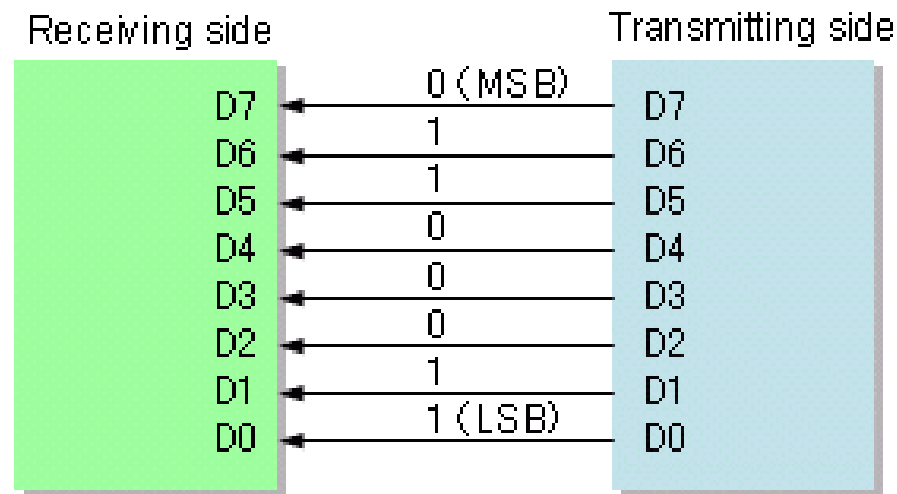 Receiving side Transmitting side
0 (MSB)
D7 D7
1
D6 D6
1
D5 D5
0
D4 D4
0
D3 D3
0
D2 D2
1
D1 D1
1 (LSB)
D0 D0